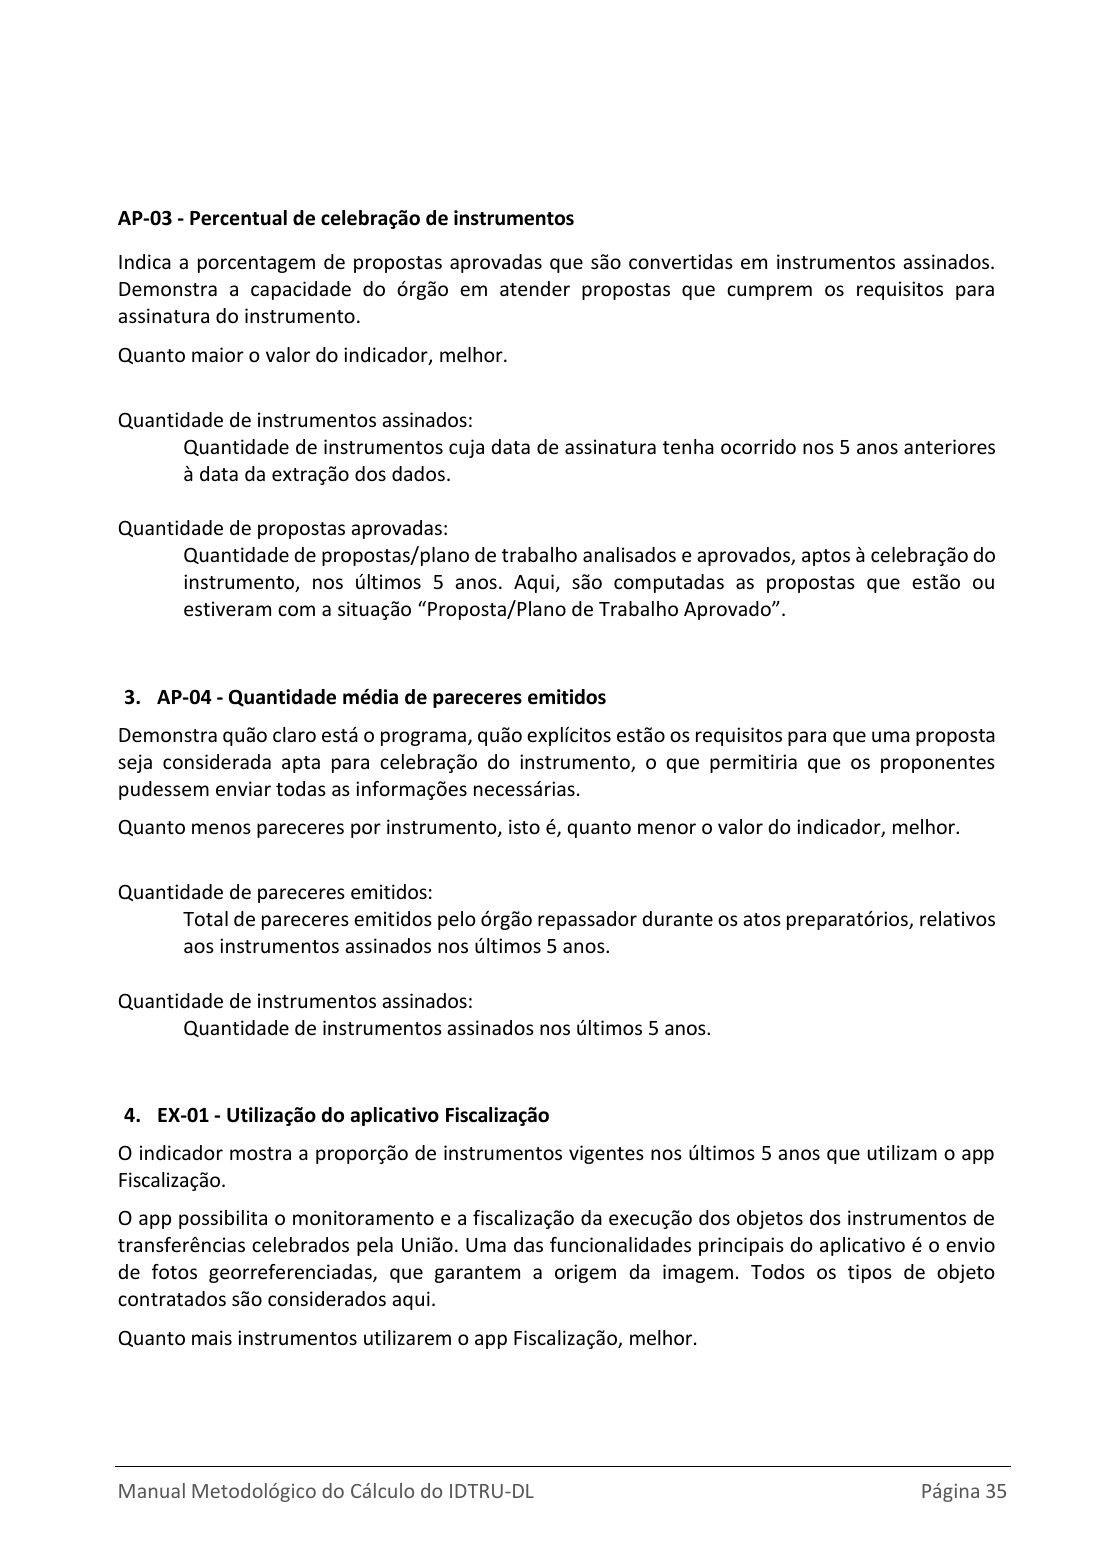 AP-03 - Percentual de celebração de instrumentos
Indica a porcentagem de propostas aprovadas que são convertidas em instrumentos assinados.
Demonstra a capacidade do órgão em atender propostas que cumprem os requisitos para
assinatura do instrumento.
Quanto maior o valor do indicador, melhor.
Quantidade de instrumentos assinados:
Quantidade de instrumentos cuja data de assinatura tenha ocorrido nos 5 anos anteriores
à data da extração dos dados.
Quantidade de propostas aprovadas:
Quantidade de propostas/plano de trabalho analisados e aprovados, aptos à celebração do
instrumento, nos últimos 5 anos. Aqui, são computadas as propostas que estão ou
estiveram com a situação “Proposta/Plano de Trabalho Aprovado”.
3. AP-04 - Quantidade média de pareceres emitidos
Demonstra quão claro está o programa, quão explícitos estão os requisitos para que uma proposta
seja considerada apta para celebração do instrumento, o que permitiria que os proponentes
pudessem enviar todas as informações necessárias.
Quanto menos pareceres por instrumento, isto é, quanto menor o valor do indicador, melhor.
Quantidade de pareceres emitidos:
Total de pareceres emitidos pelo órgão repassador durante os atos preparatórios, relativos
aos instrumentos assinados nos últimos 5 anos.
Quantidade de instrumentos assinados:
Quantidade de instrumentos assinados nos últimos 5 anos.
4. EX-01 - Utilização do aplicativo Fiscalização
O indicador mostra a proporção de instrumentos vigentes nos últimos 5 anos que utilizam o app
Fiscalização.
O app possibilita o monitoramento e a fiscalização da execução dos objetos dos instrumentos de
transferências celebrados pela União. Uma das funcionalidades principais do aplicativo é o envio
de fotos georreferenciadas, que garantem a origem da imagem. Todos os tipos de objeto
contratados são considerados aqui.
Quanto mais instrumentos utilizarem o app Fiscalização, melhor.
Manual Metodológico do Cálculo do IDTRU-DL Página 35